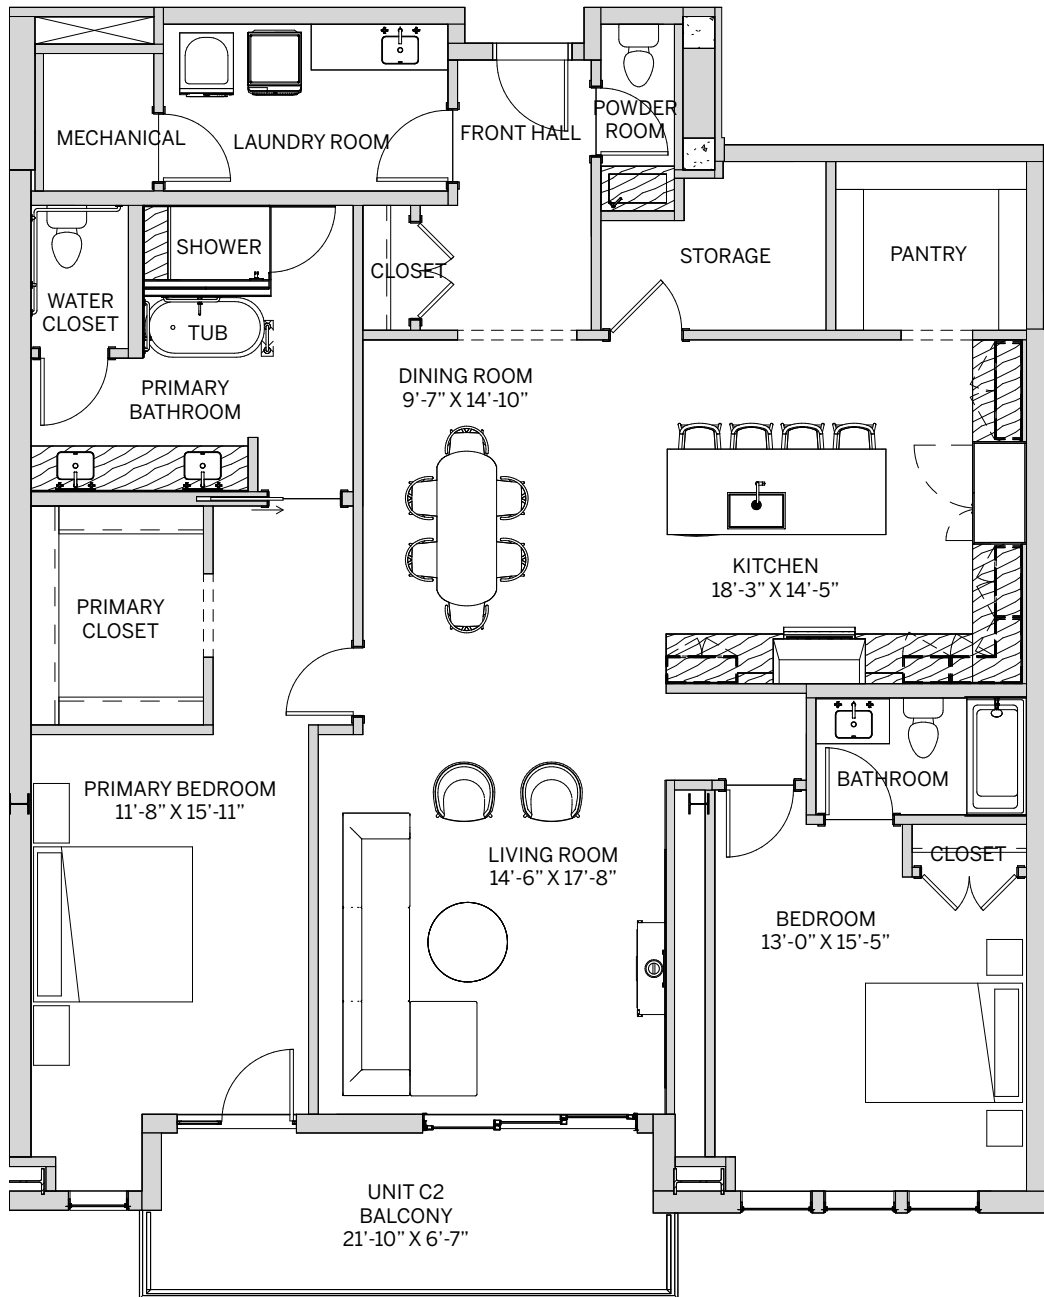 MECHANICAL
LAUNDRY ROOM
FRONT HALL
POWDER
ROOM
SHOWER
CLOSET
STORAGE
PANTRY
WATER
CLOSET
TUB
PRIMARY
BATHROOM
DINING ROOM
9'-7” X 14'-10”
KITCHEN
18'-3” X 14'-5”
PRIMARY
CLOSET
PRIMARY BEDROOM
11'-8” X 15'-11”
BATHROOM
LIVING ROOM
14'-6” X 17'-8”
CLOSET
BEDROOM
13'-0” X 15'-5”
UNIT C2
BALCONY
21'-10” X 6'-7”